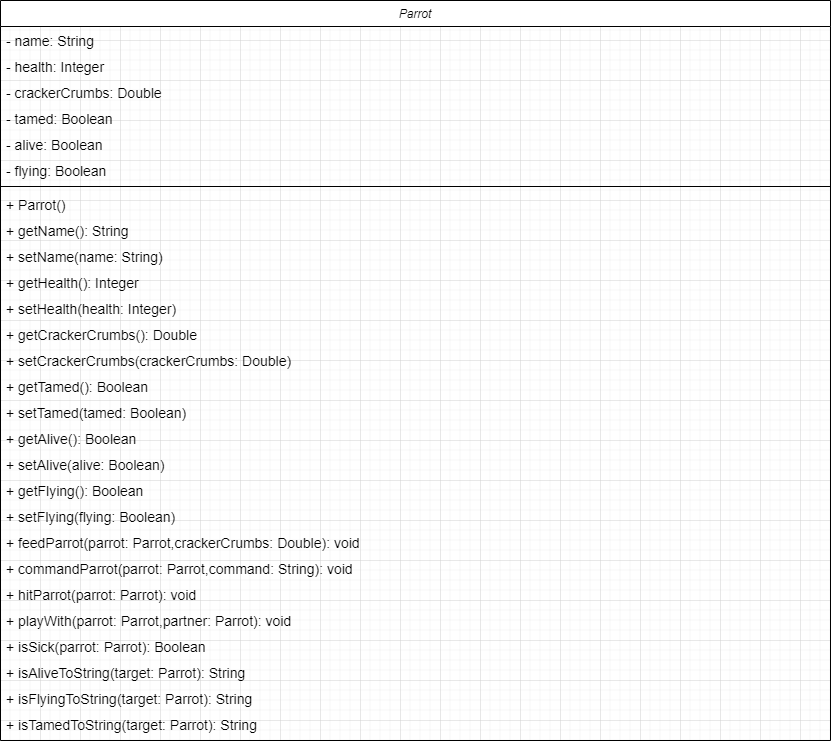 Parrot
- name: String
- health: Integer
- crackerCrumbs: Double
- tamed: Boolean
- alive: Boolean
- flying: Boolean
+ Parrot()
+ getName(): String
+ setName(name: String)
+ getHealth(): Integer
+ setHealth(health: Integer)
+ getCrackerCrumbs(): Double
+ setCrackerCrumbs(crackerCrumbs: Double)
+ getTamed(): Boolean
+ setTamed(tamed: Boolean)
+ getAlive(): Boolean
+ setAlive(alive: Boolean)
+ getFlying(): Boolean
+ setFlying(flying: Boolean)
+ feedParrot(parrot: Parrot,crackerCrumbs: Double): void
+ commandParrot(parrot: Parrot,command: String): void
+ hitParrot(parrot: Parrot): void
+ playWith(parrot: Parrot,partner: Parrot): void
+ isSick(parrot: Parrot): Boolean
+ isAliveToString(target: Parrot): String
+ isFlyingToString(target: Parrot): String
+ isTamedToString(target: Parrot): String